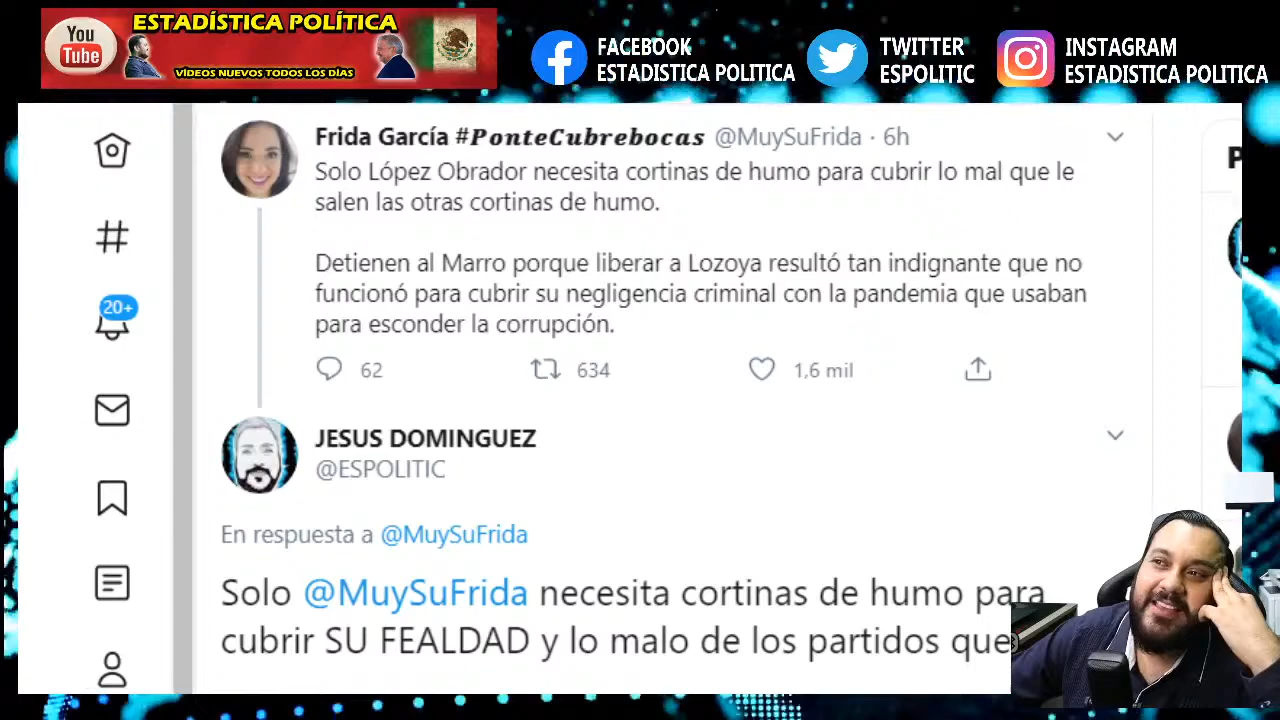 You
Tube
ESTADÍSTICA POLÍTICA
VÍDEOS NUEVOS TODOS LOS DÍAS
FACEBOOK
ESTADISTICA POLITICA
TWITTER
ESPOLITIC
INSTAGRAM
ESTADISTICA POLITICA
Frida García #PonteCubrebocas @MuySuFrida · 6h
Solo López Obrador necesita cortinas de humo para cubrir lo mal que le
salen las otras cortinas de humo.
Detienen al Marro porque liberar a Lozoya resultó tan indignante que no
funcionó para cubrir su negligencia criminal con la pandemia que usaban
para esconder la corrupción.
62 634 1,6 mil
20+
JESUS DOMINGUEZ
@ESPOLITIC
En respuesta a @MuySuFrida
Solo @MuySuFrida necesita cortinas de humo para
cubrir SU FEALDAD y lo malo de los partidos que